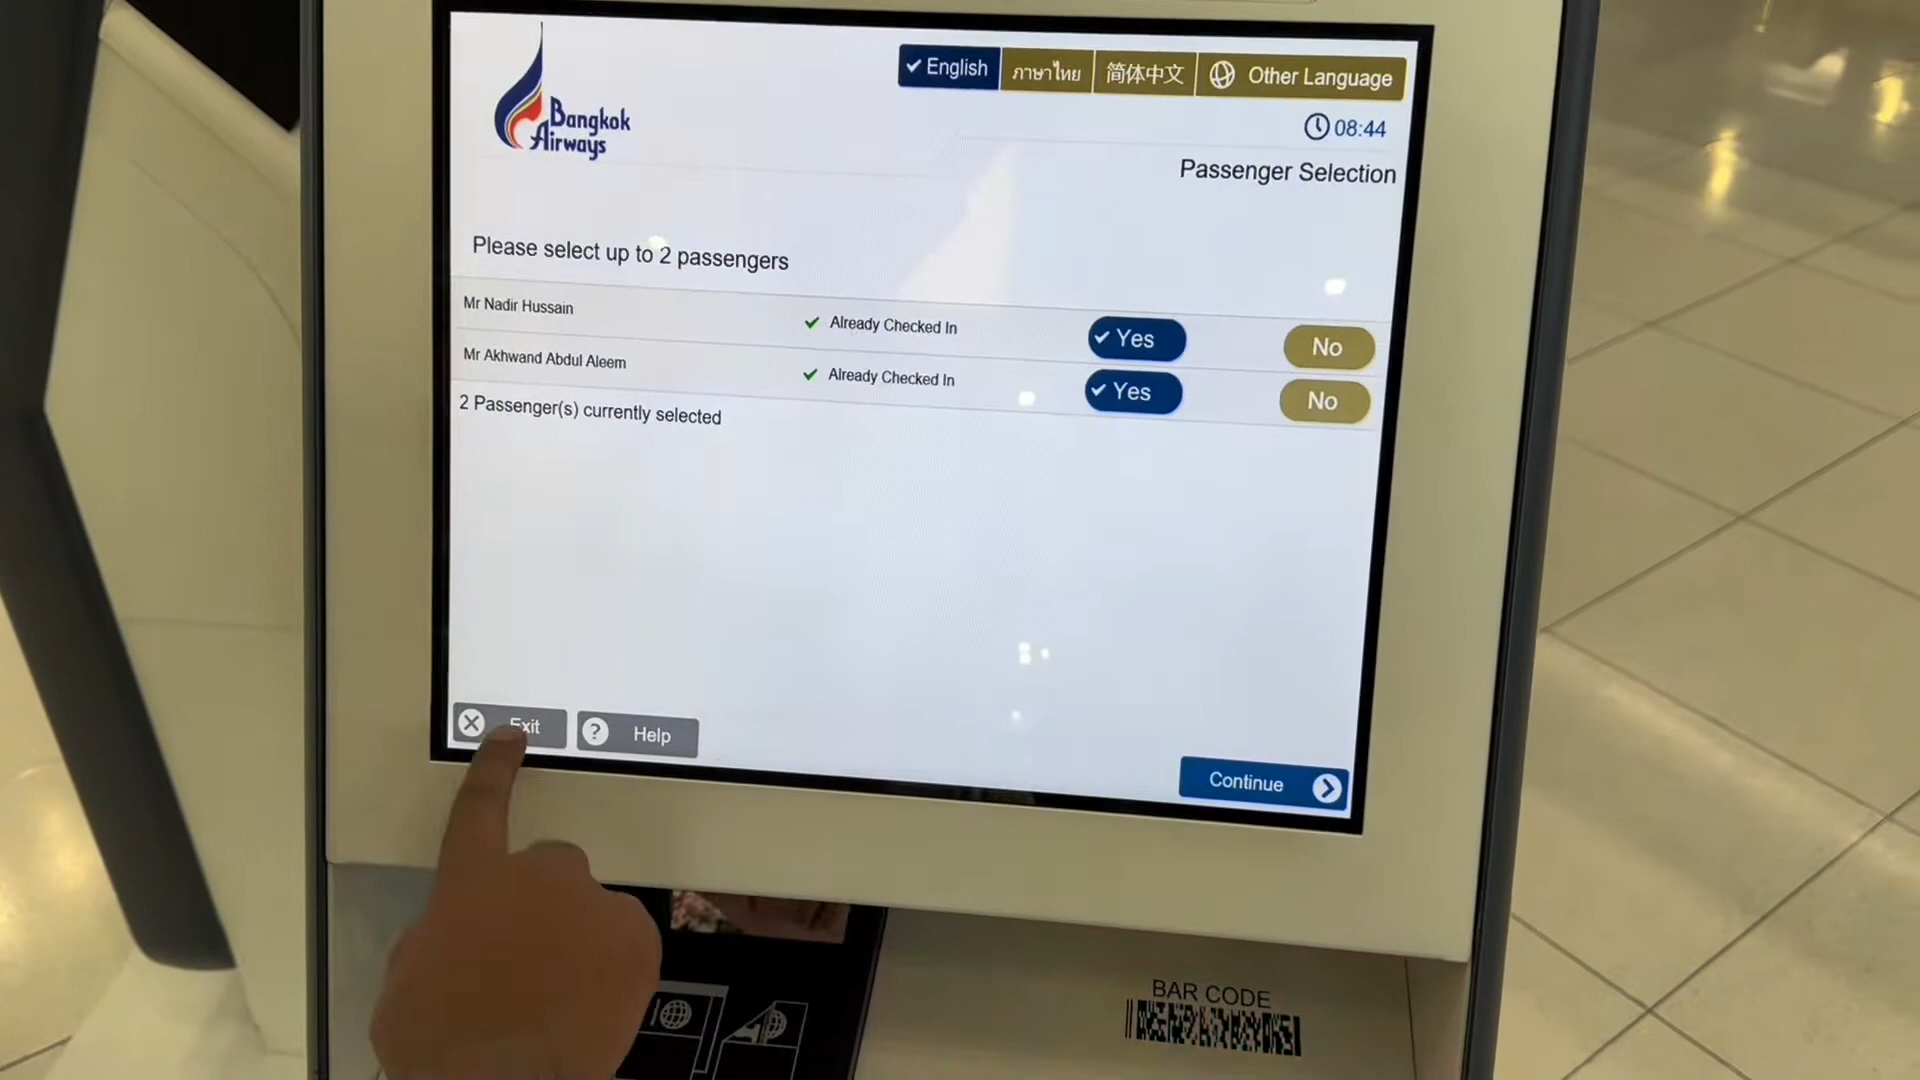 Bangkok
Airways
✓ English
ภาษาไทย
简体中文
Other Language
08:44
Passenger Selection
Please select up to 2 passengers
Mr Nadir Hussain
✓ Already Checked In
✓ Yes
No
Mr Akhwand Abdul Aleem
✓ Already Checked In
✓ Yes
No
2 Passenger(s) currently selected
Exit
? Help
Continue
BAR CODE